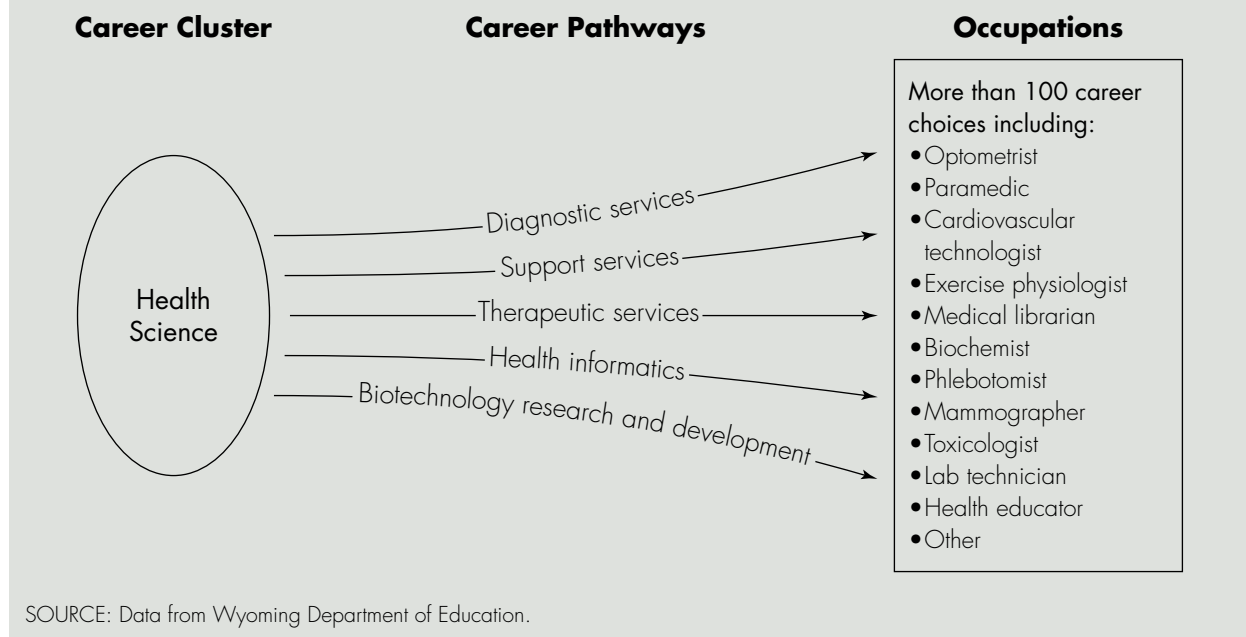 Career Cluster
Career Pathways
Occupations
Health
Science
Diagnostic services
Support services
Therapeutic services
Health informatics
Biotechnology research and development
More than 100 career
choices including:
•Optometrist
•Paramedic
•Cardiovascular
technologist
•Exercise physiologist
•Medical librarian
•Biochemist
•Phlebotomist
•Mammographer
•Toxicologist
•Lab technician
•Health educator
•Other
SOURCE: Data from Wyoming Department of Education.